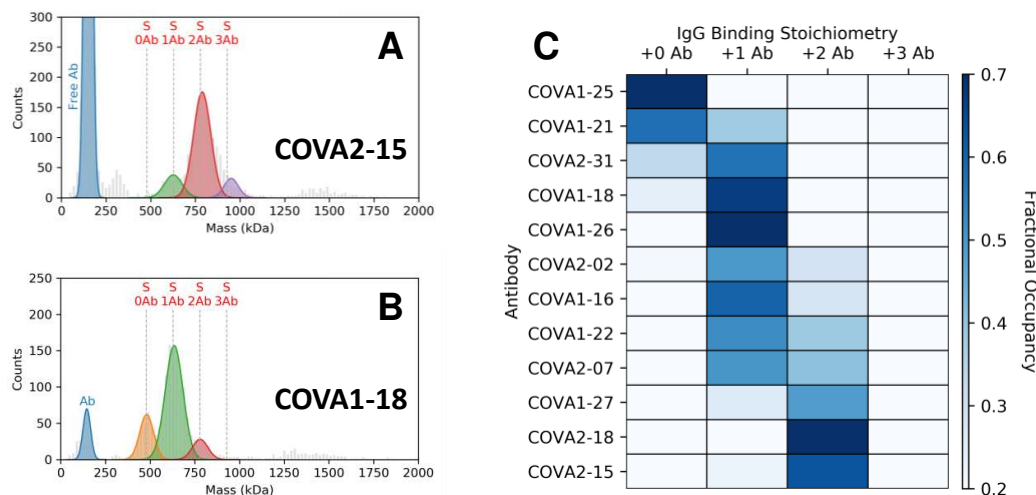 A
300
250
200
150
100
50
0
Counts
Free Ab
S S S S
0Ab 1Ab 2Ab 3Ab
COVA2-15
0 250 500 750 1000 1250 1500 1750 2000
Mass (kDa)
B
250
200
150
100
50
0
Counts
Ab
S S S S
0Ab 1Ab 2Ab 3Ab
COVA1-18
0 250 500 750 1000 1250 1500 1750 2000
Mass (kDa)
C
IgG Binding Stoichiometry
+0 Ab +1 Ab +2 Ab +3 Ab
Antibody
COVA1-25
COVA1-21
COVA2-31
COVA1-18
COVA1-26
COVA2-02
COVA1-16
COVA1-22
COVA2-07
COVA1-27
COVA2-18
COVA2-15
0.7
0.6
0.5
0.4
0.3
0.2
Fractional Occupancy